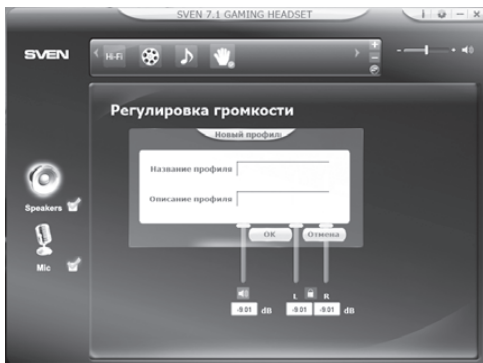 SVEN 7.1 GAMING HEADSET
i
x
SVEN
Hi-Fi
Регулировка громкости
Новый профиль
Название профиля
Описание профиля
ОК
Отмена
Speakers
Mic
L R
-9.01 dB -9.01 -9.01 dB